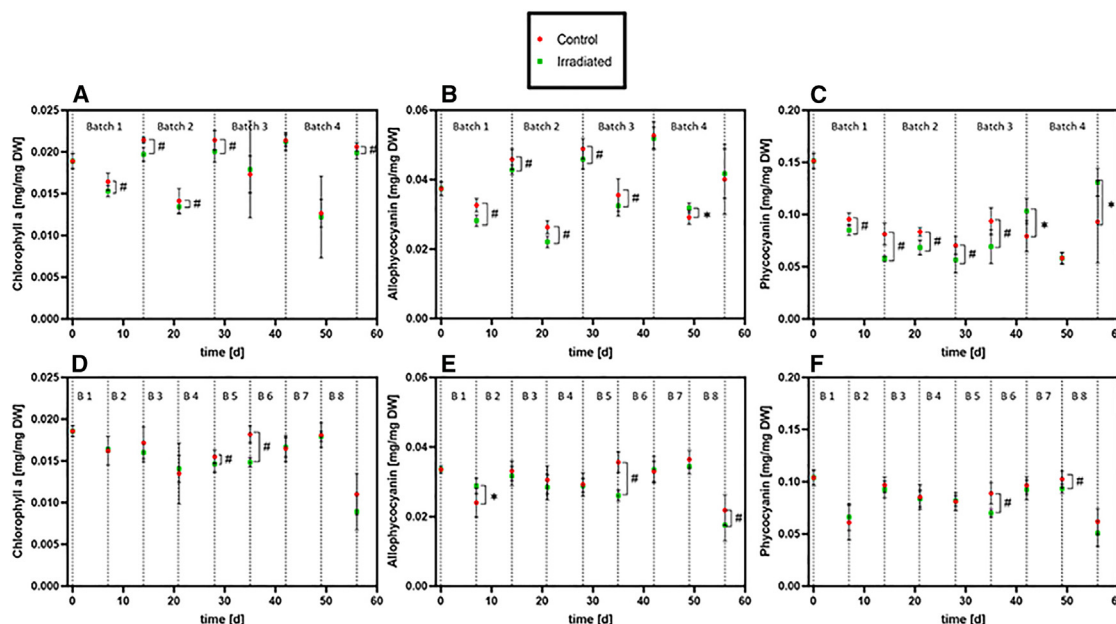 Control
Irradiated
A
B
C
Chlorophyll a [mg/mg DW]
0.025
0.020
0.015
0.010
0.005
0.000
Batch 1
Batch 2
Batch 3
Batch 4
#
#
#
#
#
0
10
20
30
40
50
60
time [d]
Allophycocyanin [mg/mg DW]
0.06
0.04
0.02
0.00
Batch 1
Batch 2
Batch 3
Batch 4
#
#
#
#
#
*
0
10
20
30
40
50
60
time [d]
Phycocyanin [mg/mg DW]
0.20
0.15
0.10
0.05
0.00
Batch 1
Batch 2
Batch 3
Batch 4
#
#
#
#
#
*
*
0
10
20
30
40
50
60
time [d]
D
E
F
Chlorophyll a [mg/mg DW]
0.025
0.020
0.015
0.010
0.005
0.000
B 1
B 2
B 3
B 4
B 5
B 6
B 7
B 8
#
#
0
10
20
30
40
50
60
time [d]
Allophycocyanin [mg/mg DW]
0.06
0.04
0.02
0.00
B 1
B 2
B 3
B 4
B 5
B 6
B 7
B 8
*
#
#
0
10
20
30
40
50
60
time [d]
Phycocyanin [mg/mg DW]
0.20
0.15
0.10
0.05
0.00
B 1
B 2
B 3
B 4
B 5
B 6
B 7
B 8
#
#
0
10
20
30
40
50
60
time [d]